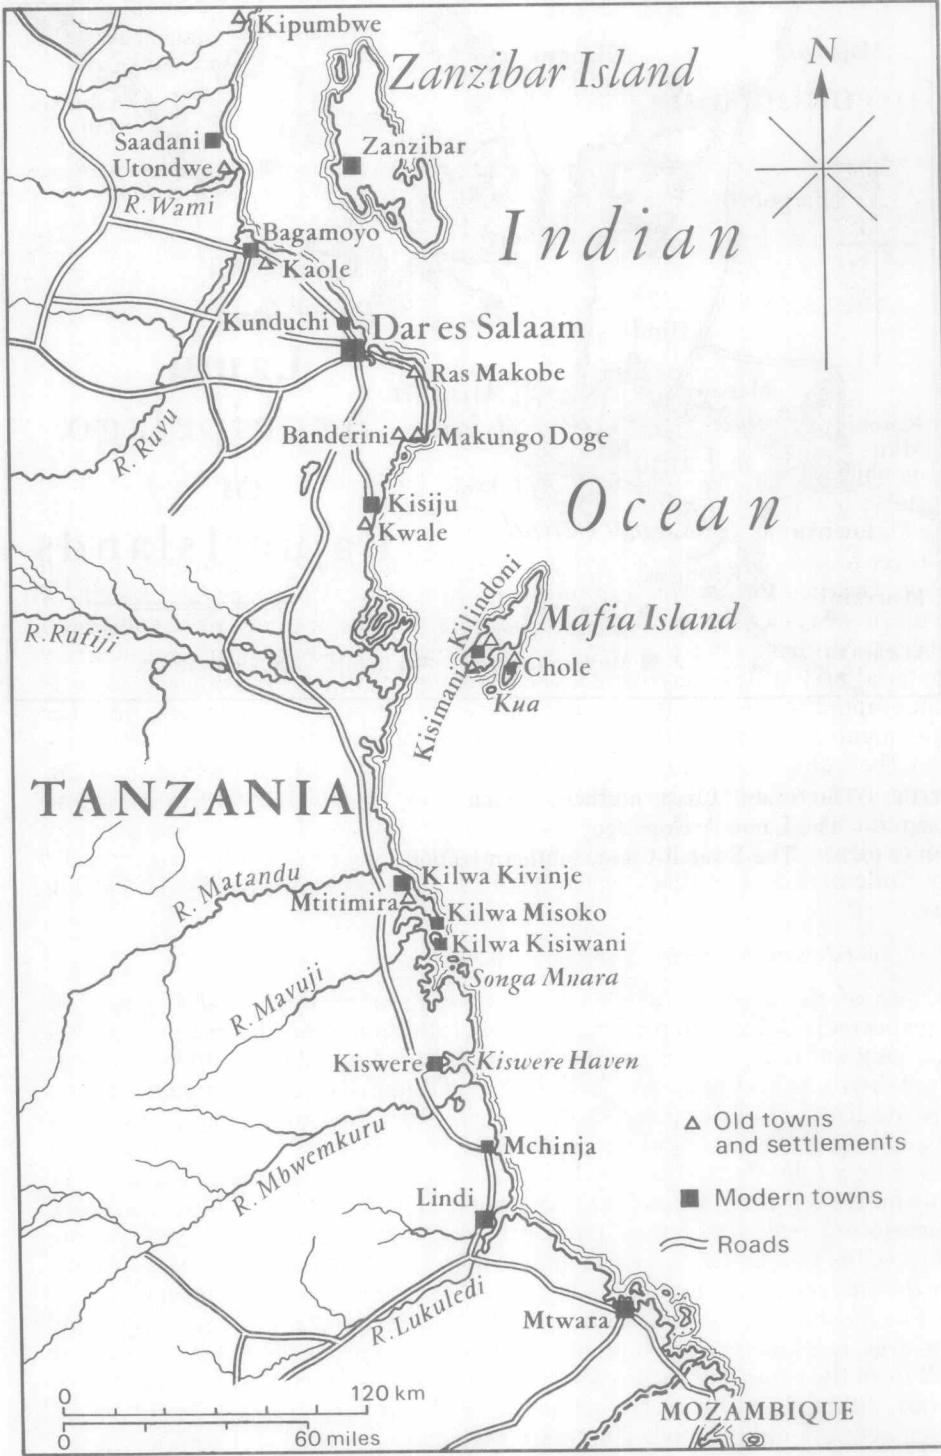 Kipumbwe
Zanzibar Island
N
Saadani
Zanzibar
Utondwe
R.Wami
Indian
Bagamoyo
Kaole
Kunduchi
Dar es Salaam
Ras Makobe
R. Ruvu
Banderini
Makungo Doge
Kisiju
Ocean
Kwale
Kilindoni
Mafia Island
R.Rufiji
Chole
Kisimani
Kua
TANZANIA
Kilwa Kivinje
R. Matandu
Mtitimira
Kilwa Misoko
Kilwa Kisiwani
Songa Mnara
R. Mavuji
Kiswere
Kiswere Haven
Old towns
and settlements
R. Mbwemkuru
Mchinja
Lindi
Modern towns
Roads
R. Lukuledi
Mtwara
0 120 km
MOZAMBIQUE
0 60 miles